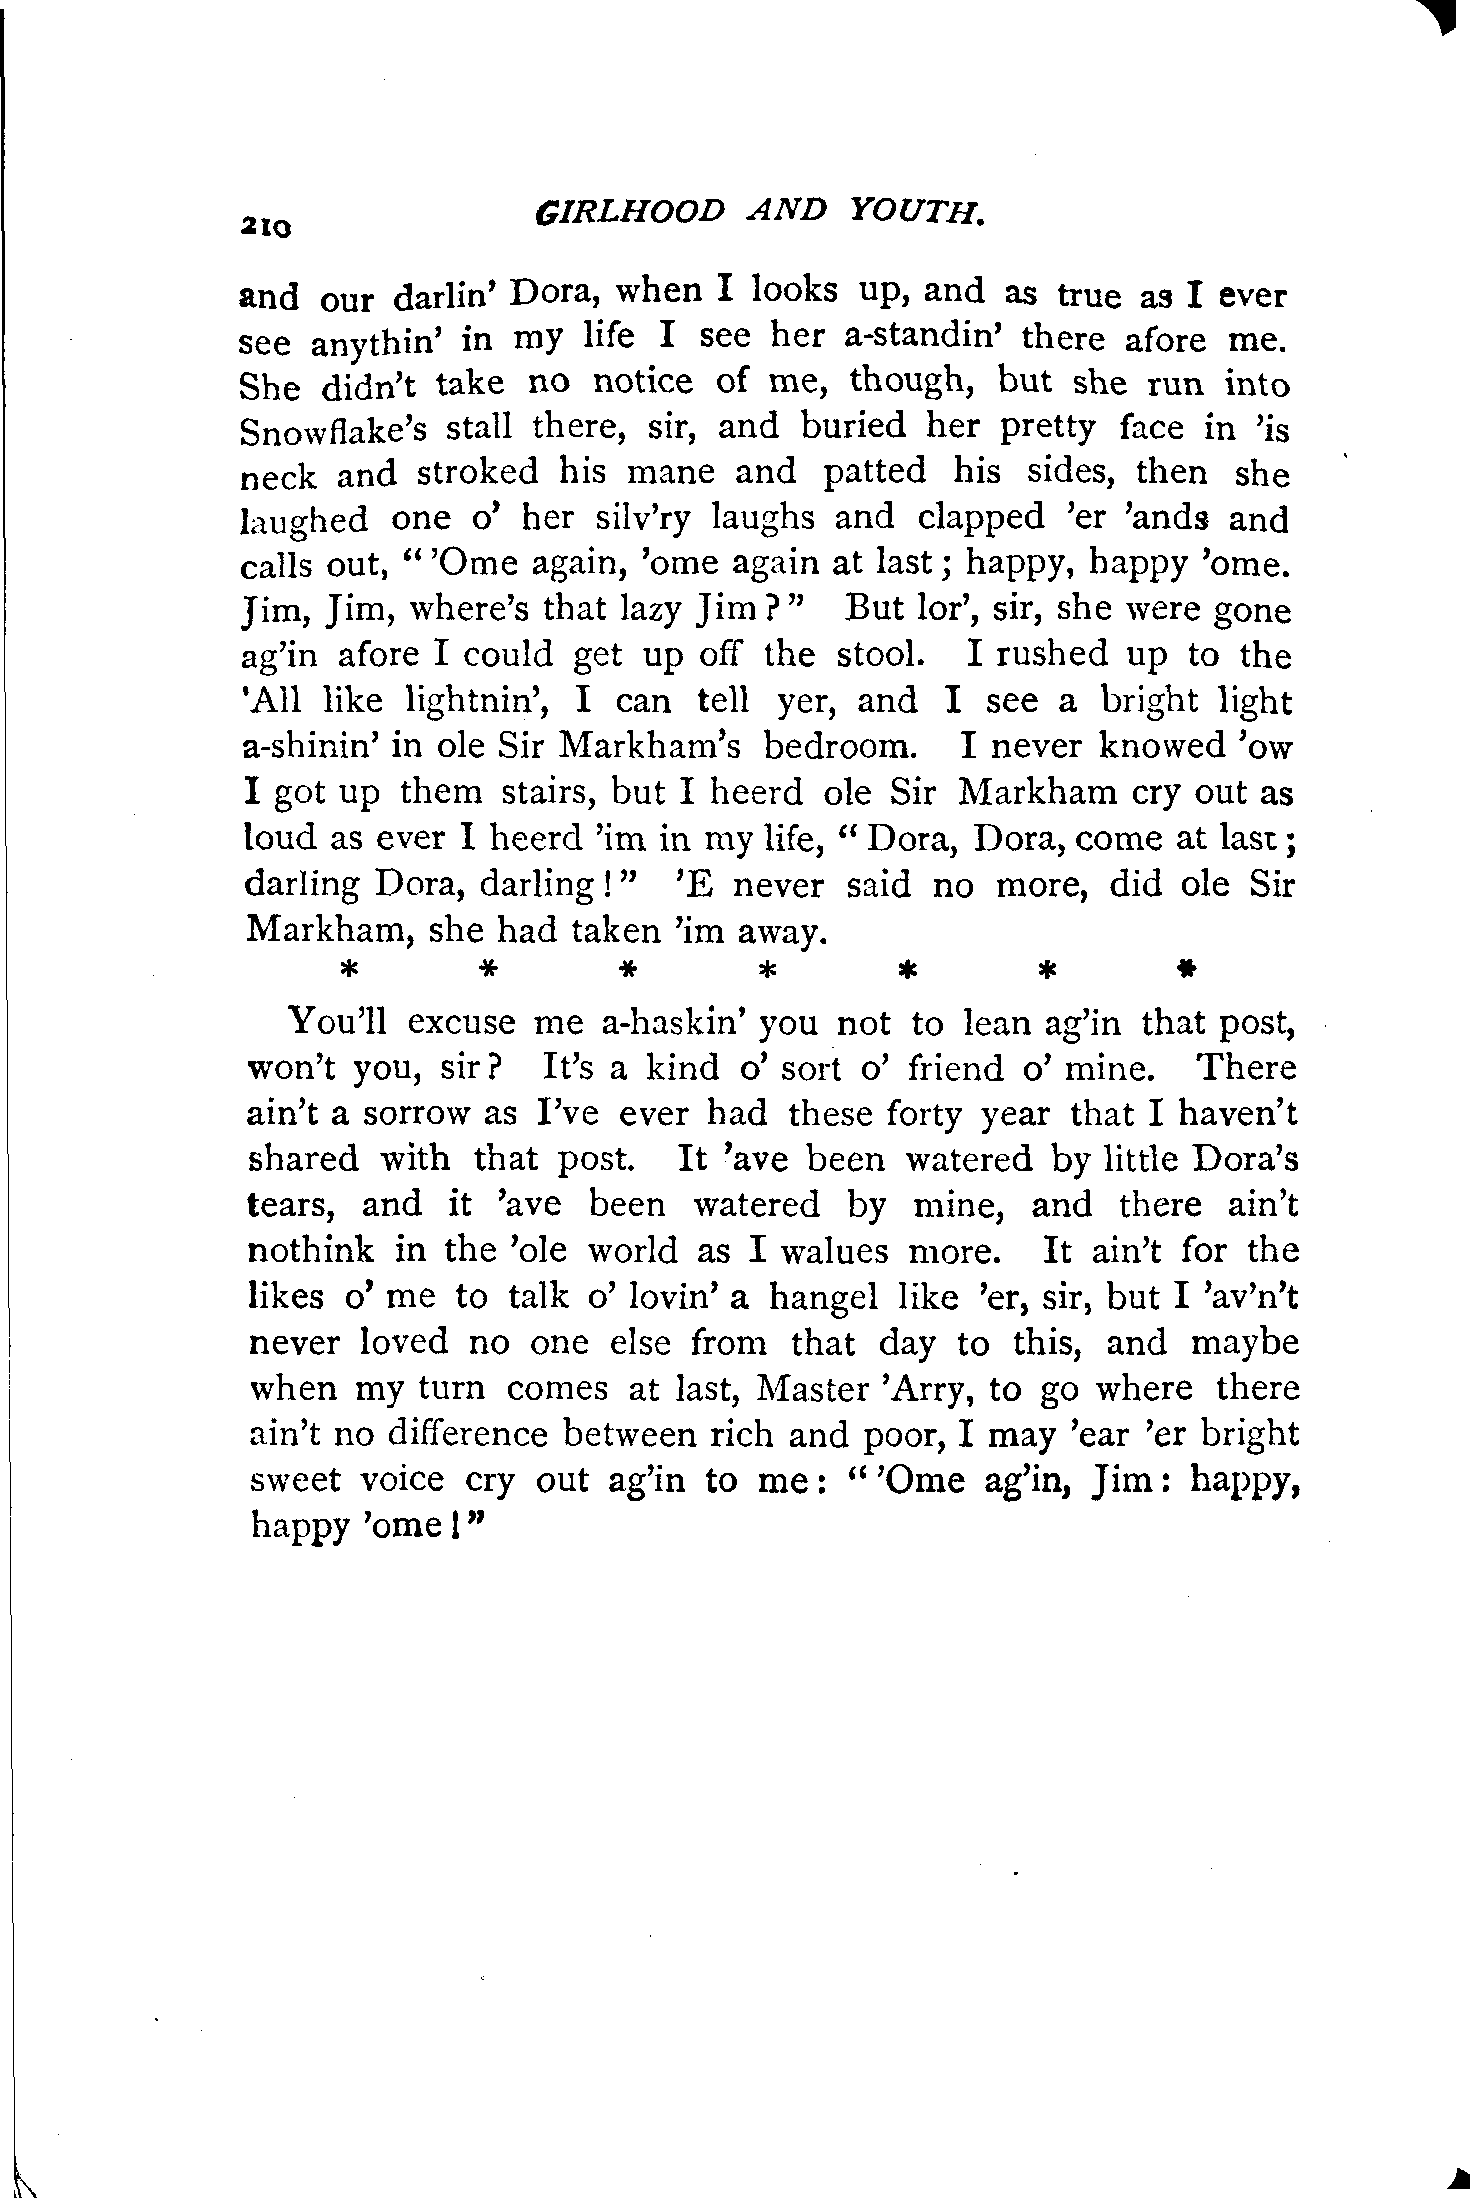 210
GIRLHOOD AND YOUTH.
and our darlin' Dora, when I looks up, and as true as I ever
see anythin' in my life I see her a-standin' there afore me.
She didn't take no notice of me, though, but she run into
Snowflake's stall there, sir, and buried her pretty face in 'is
neck and stroked his mane and patted his sides, then she
laughed one o' her silv'ry laughs and clapped 'er 'ands and
calls out, "'Ome again, 'ome again at last; happy, happy 'ome.
Jim, Jim, where's that lazy Jim?" But lor', sir, she were gone
ag'in afore I could get up off the stool. I rushed up to the
'All like lightnin', I can tell yer, and I see a bright light
a-shinin' in ole Sir Markham's bedroom. I never knowed 'ow
I got up them stairs, but I heerd ole Sir Markham cry out as
loud as ever I heerd 'im in my life, "Dora, Dora, come at last;
darling Dora, darling!" 'E never said no more, did ole Sir
Markham, she had taken 'im away.
* * * * * * *
You'll excuse me a-haskin' you not to lean ag'in that post,
won't you, sir? It's a kind o' sort o' friend o' mine. There
ain't a sorrow as I've ever had these forty year that I haven't
shared with that post. It 'ave been watered by little Dora's
tears, and it 'ave been watered by mine, and there ain't
nothink in the 'ole world as I walues more. It ain't for the
likes o' me to talk o' lovin' a hangel like 'er, sir, but I 'av'n't
never loved no one else from that day to this, and maybe
when my turn comes at last, Master 'Arry, to go where there
ain't no difference between rich and poor, I may 'ear 'er bright
sweet voice cry out ag'in to me: "'Ome ag'in, Jim: happy,
happy 'ome!"